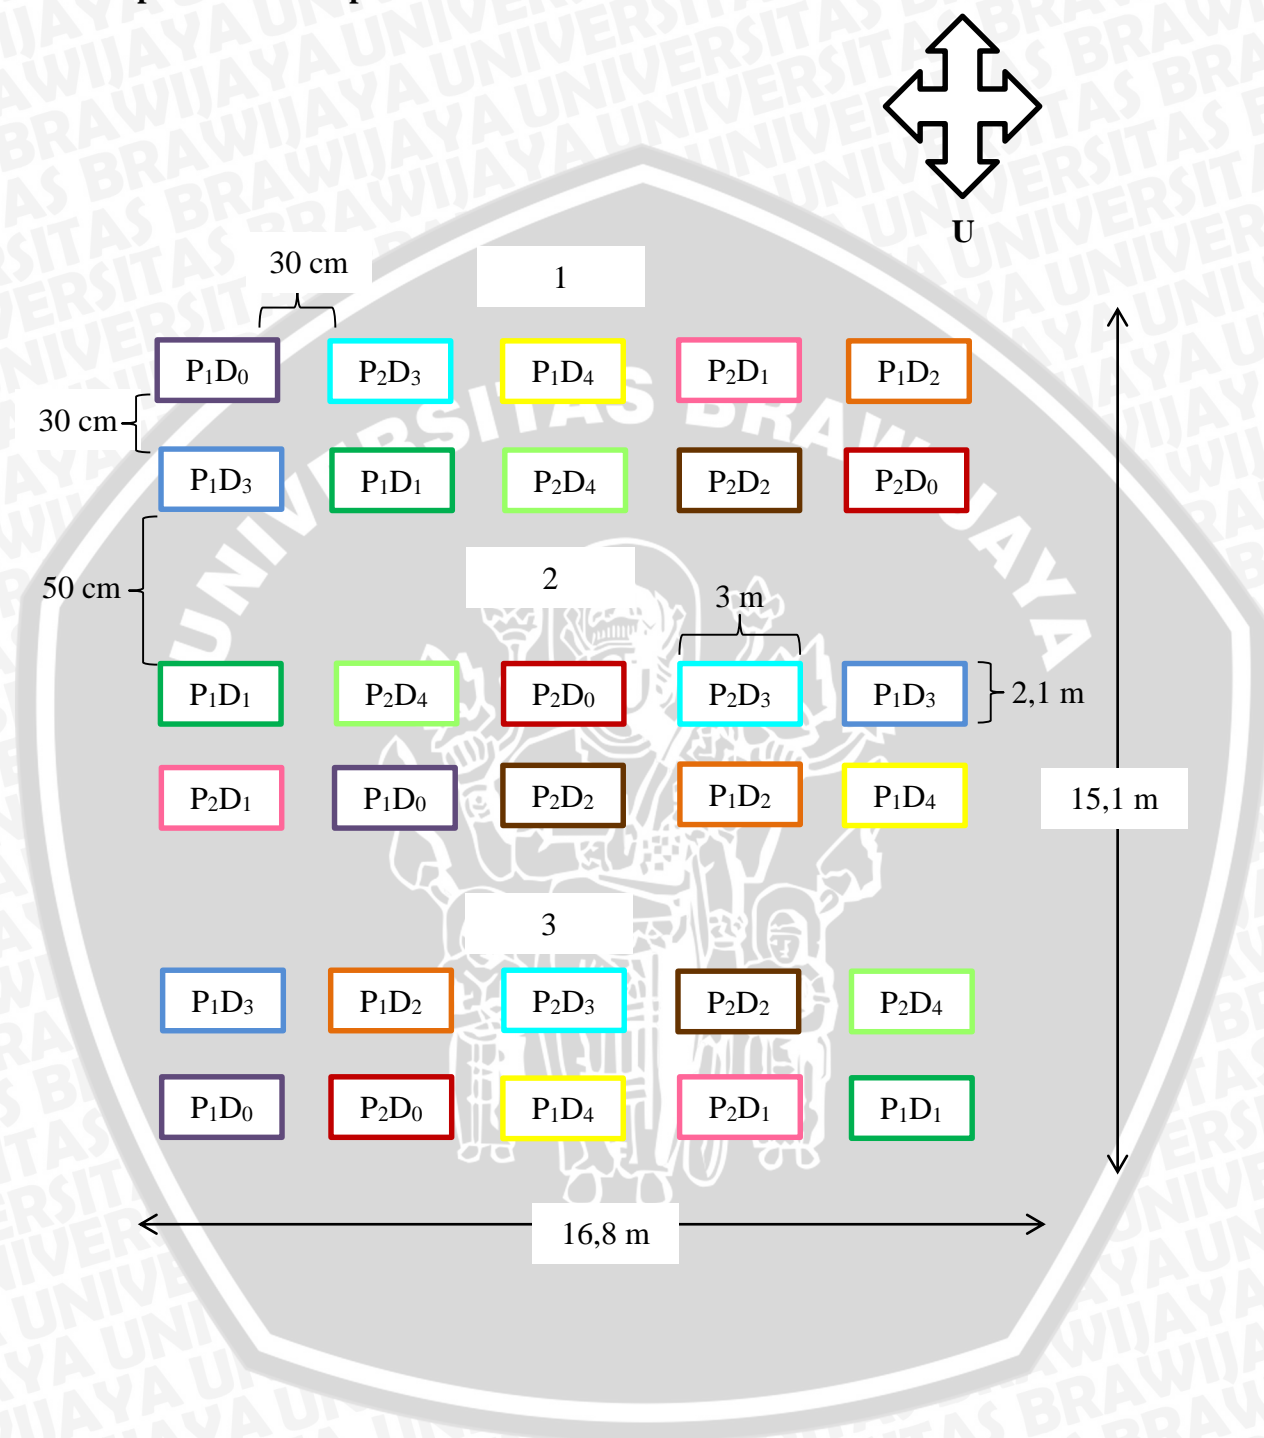 U
30 cm
1
P₁D₀ P₂D₃ P₁D₄ P₂D₁ P₁D₂
30 cm
P₁D₃ P₁D₁ P₂D₄ P₂D₂ P₂D₀
UNIVERSITAS BRAWIJAYA
50 cm
2
3 m
P₁D₁ P₂D₄ P₂D₀ P₂D₃ P₁D₃
2,1 m
P₂D₁ P₁D₀ P₂D₂ P₁D₂ P₁D₄
15,1 m
3
P₁D₃ P₁D₂ P₂D₃ P₂D₂ P₂D₄
P₁D₀ P₂D₀ P₁D₄ P₂D₁ P₁D₁
16,8 m